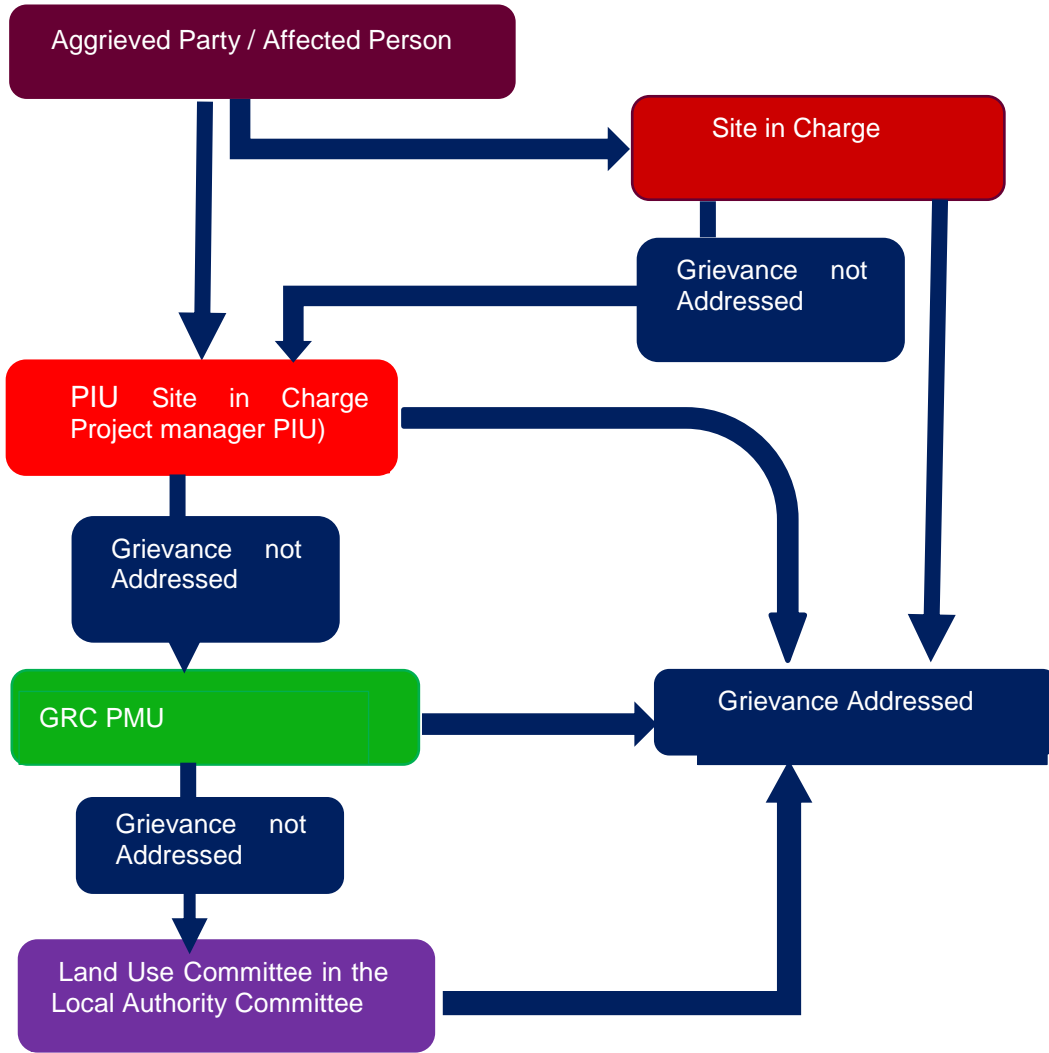 Aggrieved Party / Affected Person
Site in Charge
Grievance not
Addressed
PIU Site in Charge
Project manager PIU)
Grievance not
Addressed
GRC PMU
Grievance Addressed
Grievance not
Addressed
Land Use Committee in the
Local Authority Committee